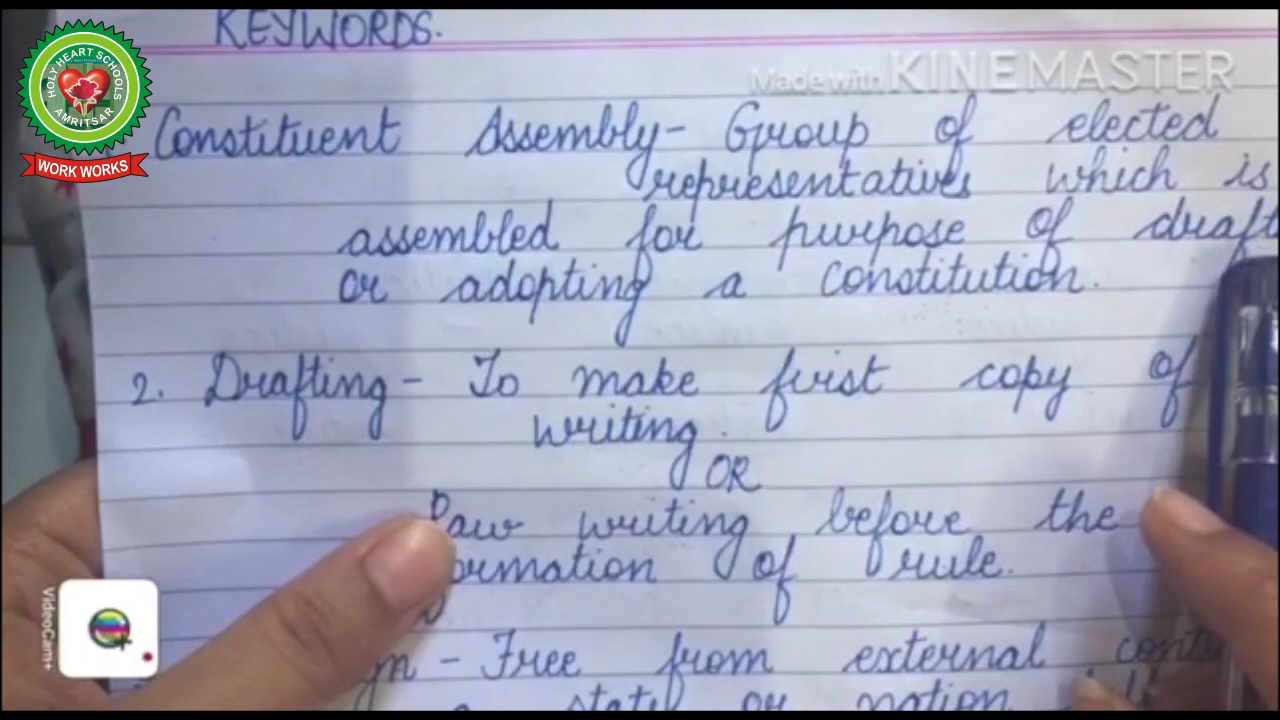 KEYWORDS.
HOLY HEART SCHOOLS
AMRITSAR
WORK WORKS
Made with KINEMASTER
Constituent Assembly- Group of elected
representatives which is
assembled for purpose of draft
or adopting a constitution.
2. Drafting - To make first copy of
writing.
OR
Raw writing before the
formation of rule.
- Free from external
state or nation
VideoCam+